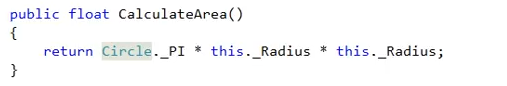 public float CalculateArea()
{
return Circle._PI * this._Radius * this._Radius;
}